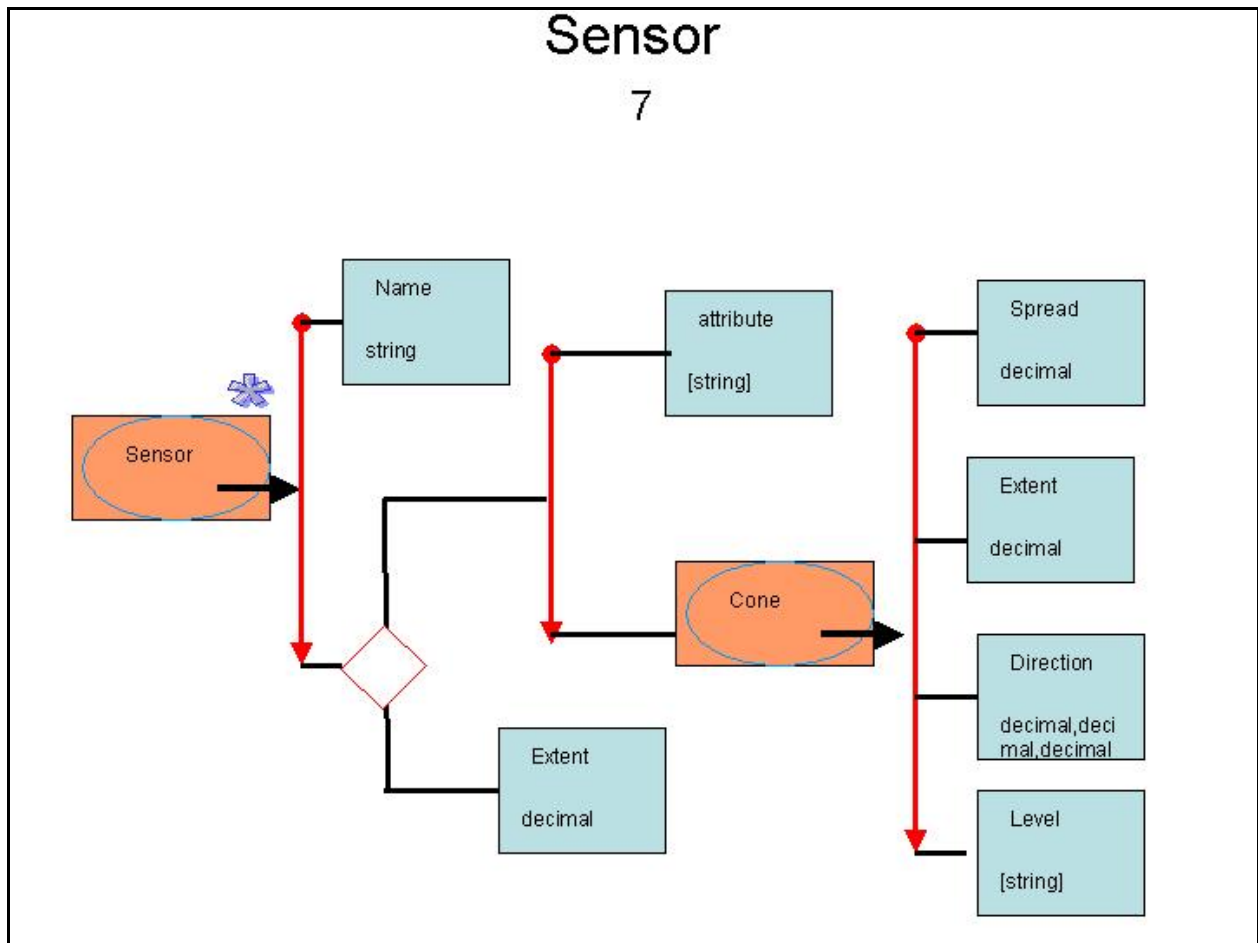 Sensor
7
Name
string
attribute
[string]
Spread
decimal
Sensor
Extent
decimal
Cone
Direction
decimal,deci
mal,decimal
Extent
decimal
Level
[string]